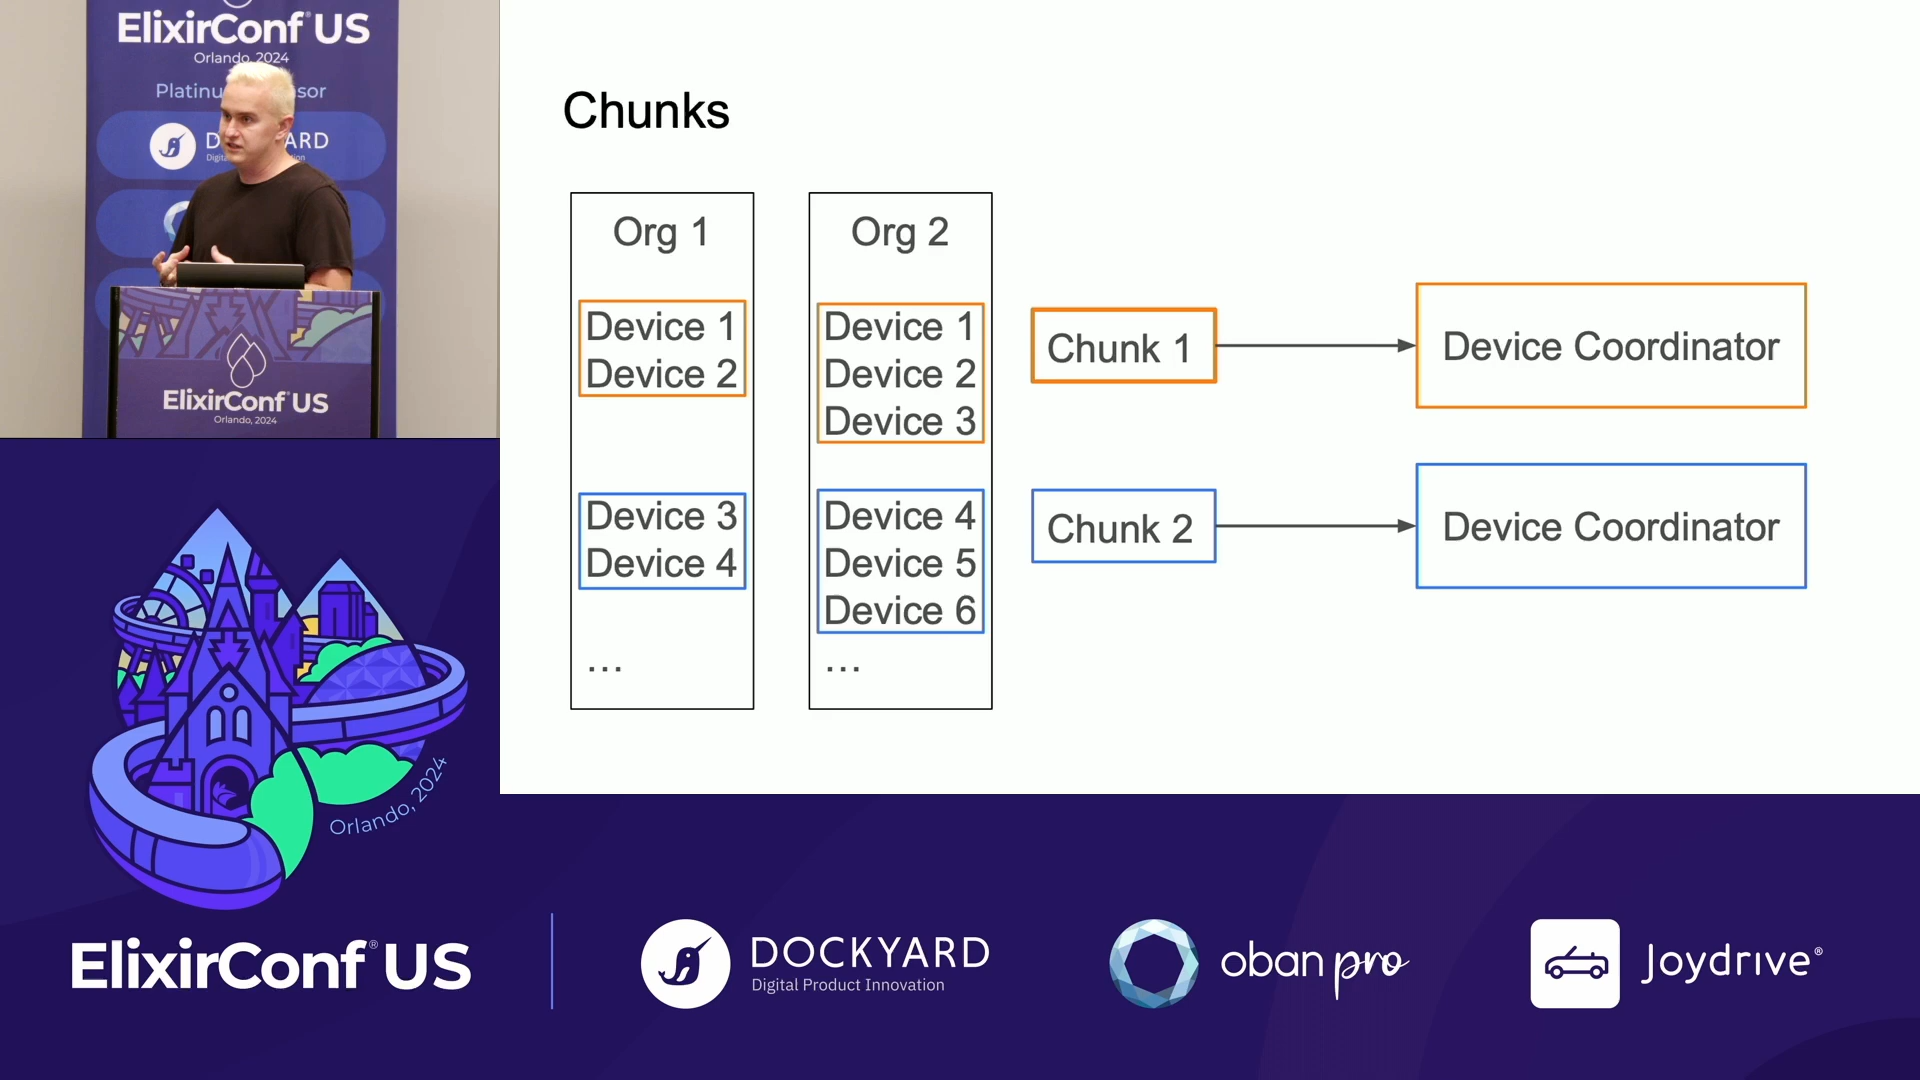 ElixirConf US
Orlando, 2024
Platinu sor
D ARD
Digita ion
ElixirConf US
Orlando, 2024
Chunks
Org 1
Device 1
Device 2
Device 3
Device 4
...
Org 2
Device 1
Device 2
Device 3
Device 4
Device 5
Device 6
...
Chunk 1
Device Coordinator
Chunk 2
Device Coordinator
Orlando, 2024
ElixirConf® US
DOCKYARD
Digital Product Innovation
oban pro
Joydrive®